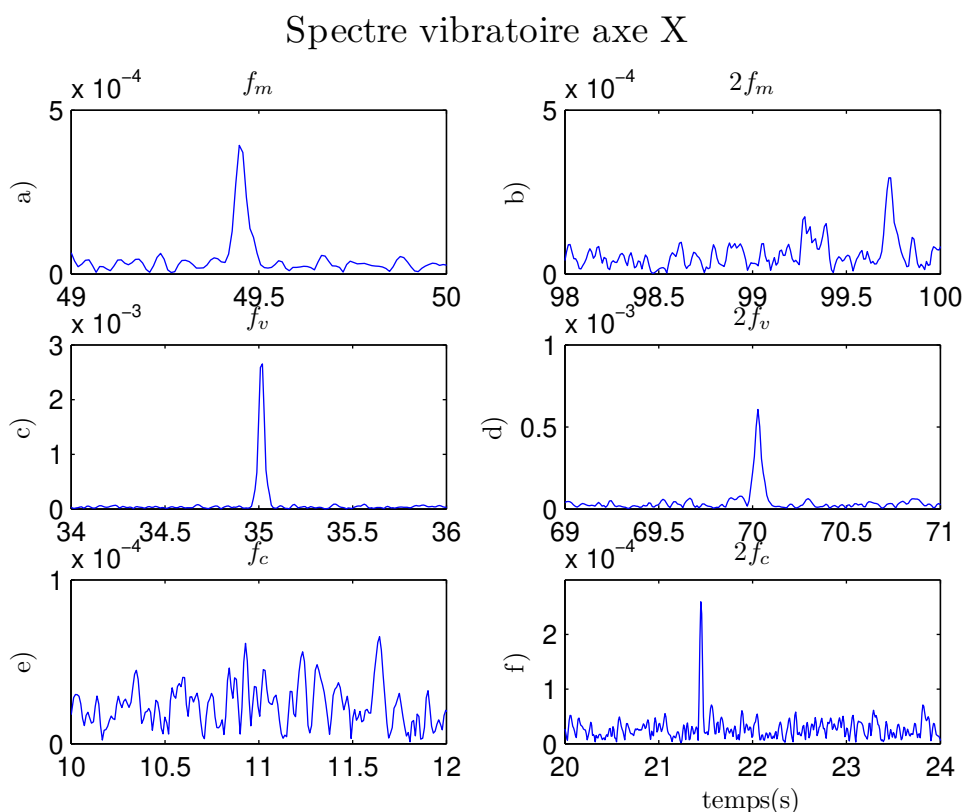 Spectre vibratoire axe X
x 10⁻⁴
f_m
5
0
a)
49
49.5
50
x 10⁻⁴
2f_m
5
0
b)
98
98.5
99
99.5
100
x 10⁻³
f_v
3
2
1
0
c)
34
34.5
35
35.5
36
x 10⁻³
2f_v
1
0.5
0
d)
69
69.5
70
70.5
71
x 10⁻⁴
f_c
1
0
e)
10
10.5
11
11.5
12
x 10⁻⁴
2f_c
2
0
f)
20
21
22
23
24
temps(s)